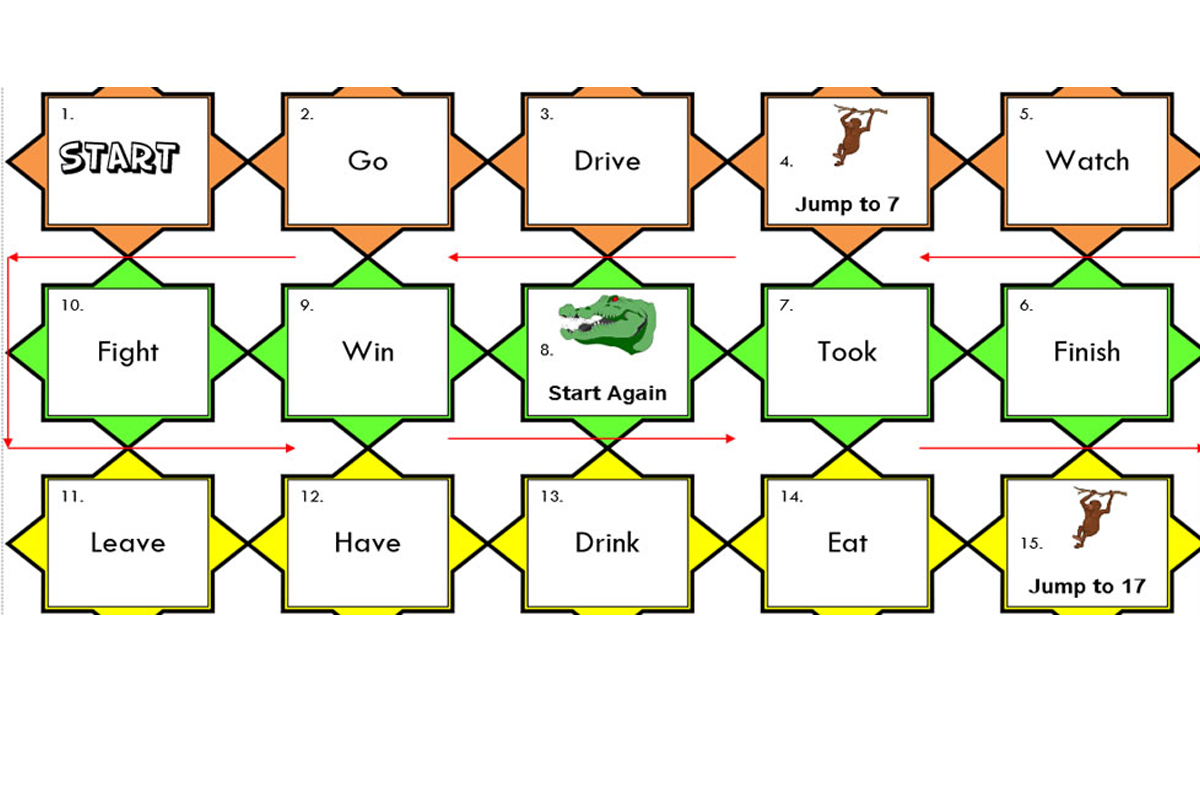 1.
START
2.
Go
3.
Drive
4.
Jump to 7
5.
Watch
10.
Fight
9.
Win
8.
Start Again
7.
Took
6.
Finish
11.
Leave
12.
Have
13.
Drink
14.
Eat
15.
Jump to 17